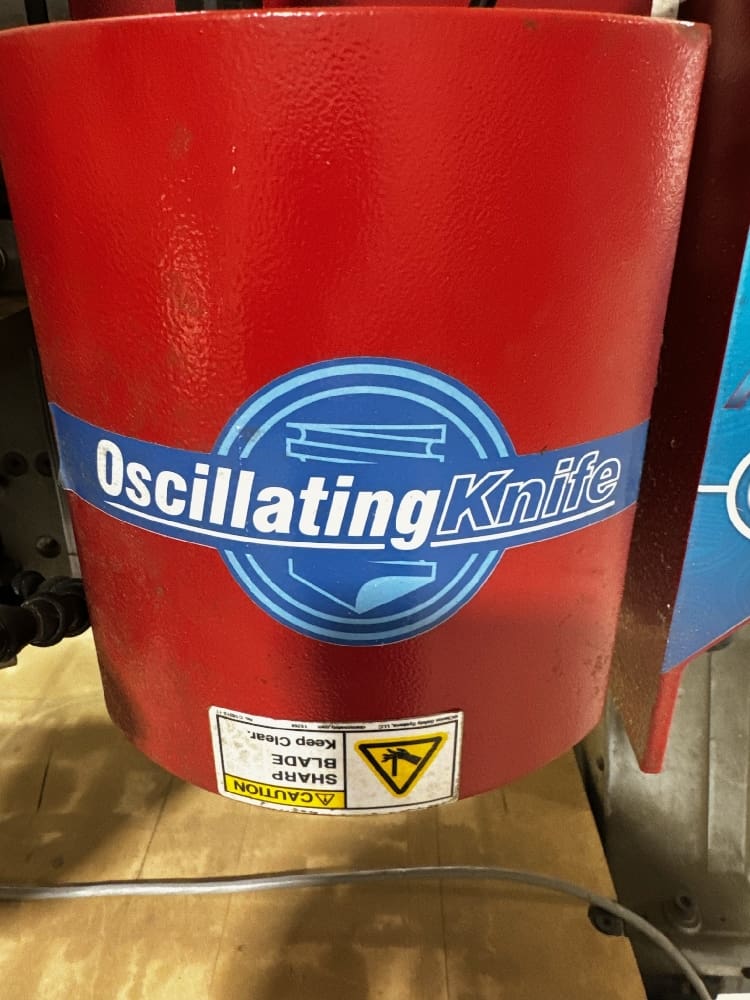 OscillatingKnife
CAUTION
SHARP
BLADE
Keep Clear.